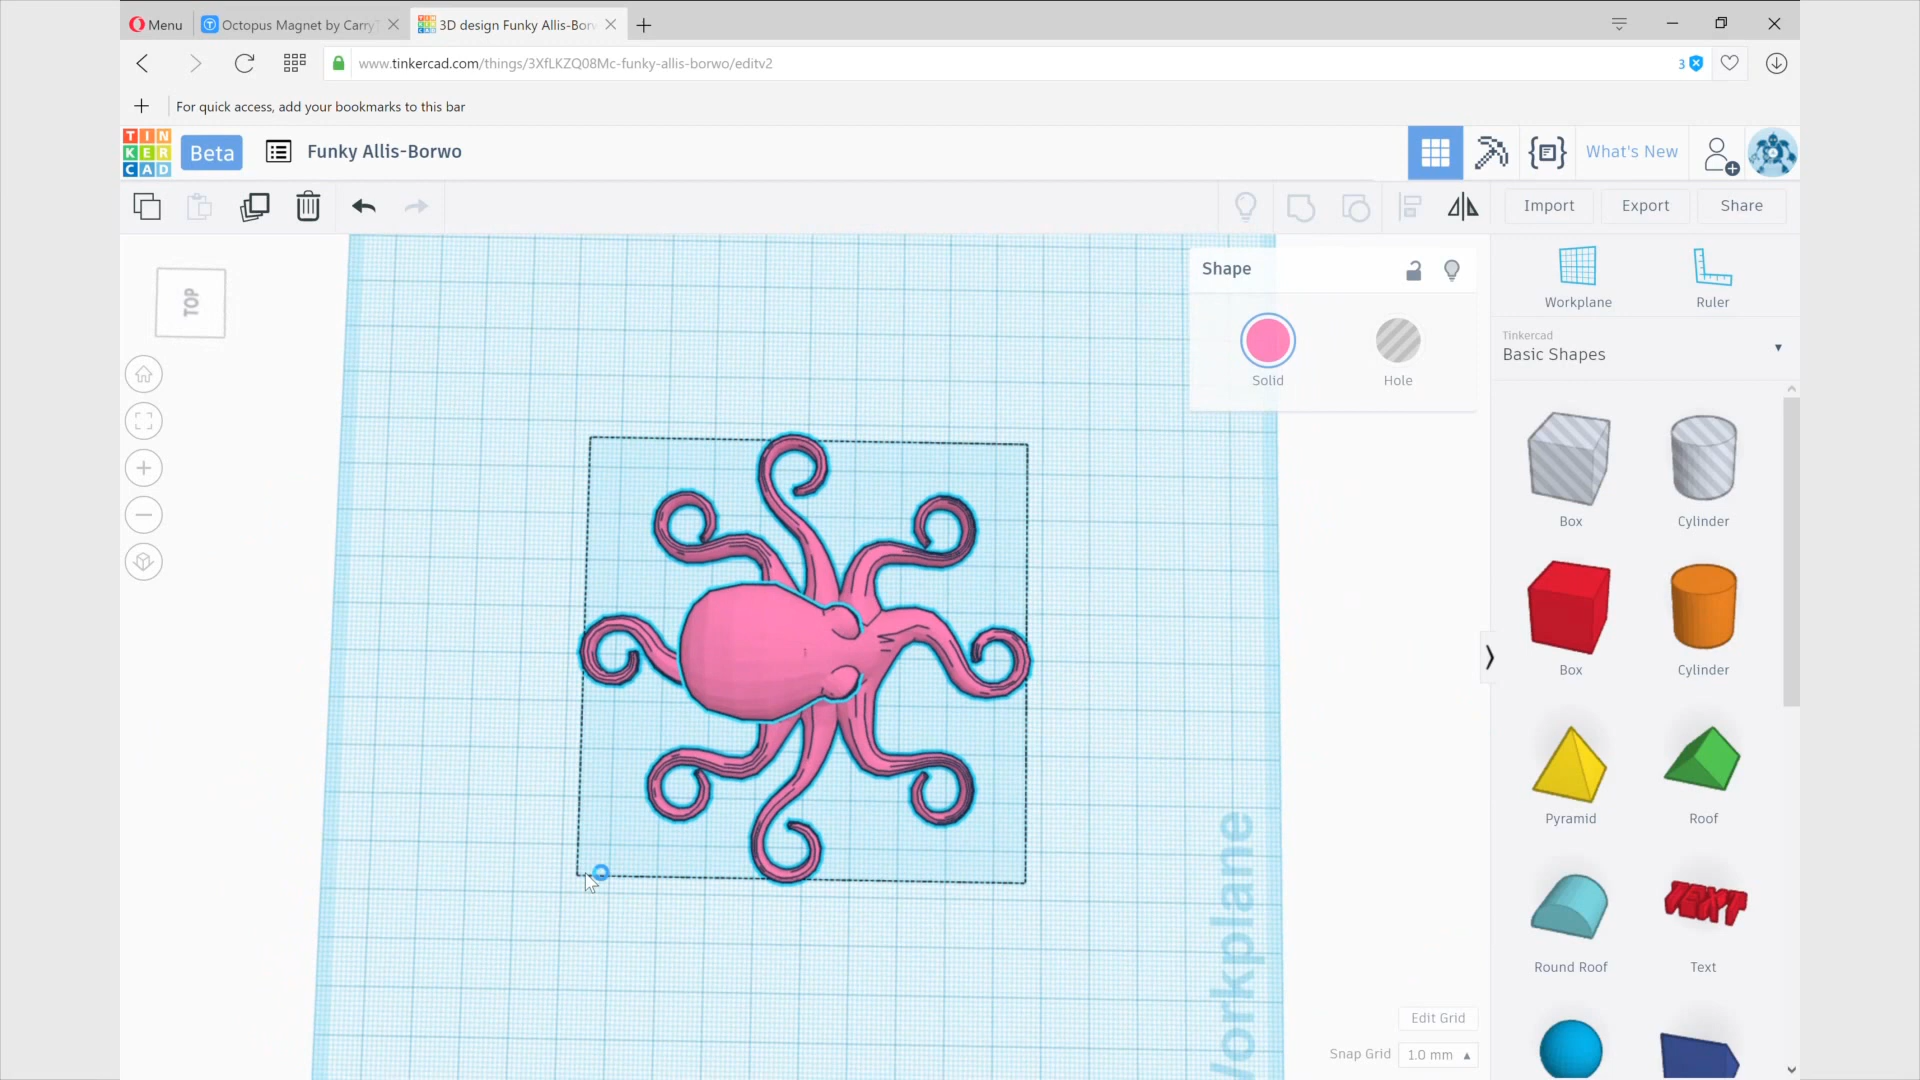 Menu
Octopus Magnet by Carry
3D design Funky Allis-Bor
www.tinkercad.com/things/3XfLKZQ08Mc-funky-allis-borwo/editv2
3
For quick access, add your bookmarks to this bar
TIN
KER
CAD
Beta
Funky Allis-Borwo
What's New
Import
Export
Share
TOP
Shape
Solid
Hole
Workplane
Ruler
Tinkercad
Basic Shapes
Box
Cylinder
Box
Cylinder
Pyramid
Roof
TEXT
Round Roof
Text
Workplane
Edit Grid
Snap Grid
1.0 mm